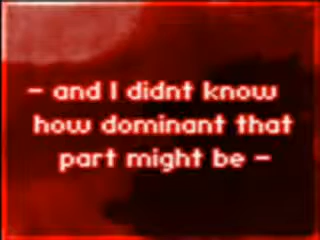 - and I didnt know
how dominant that
part might be -